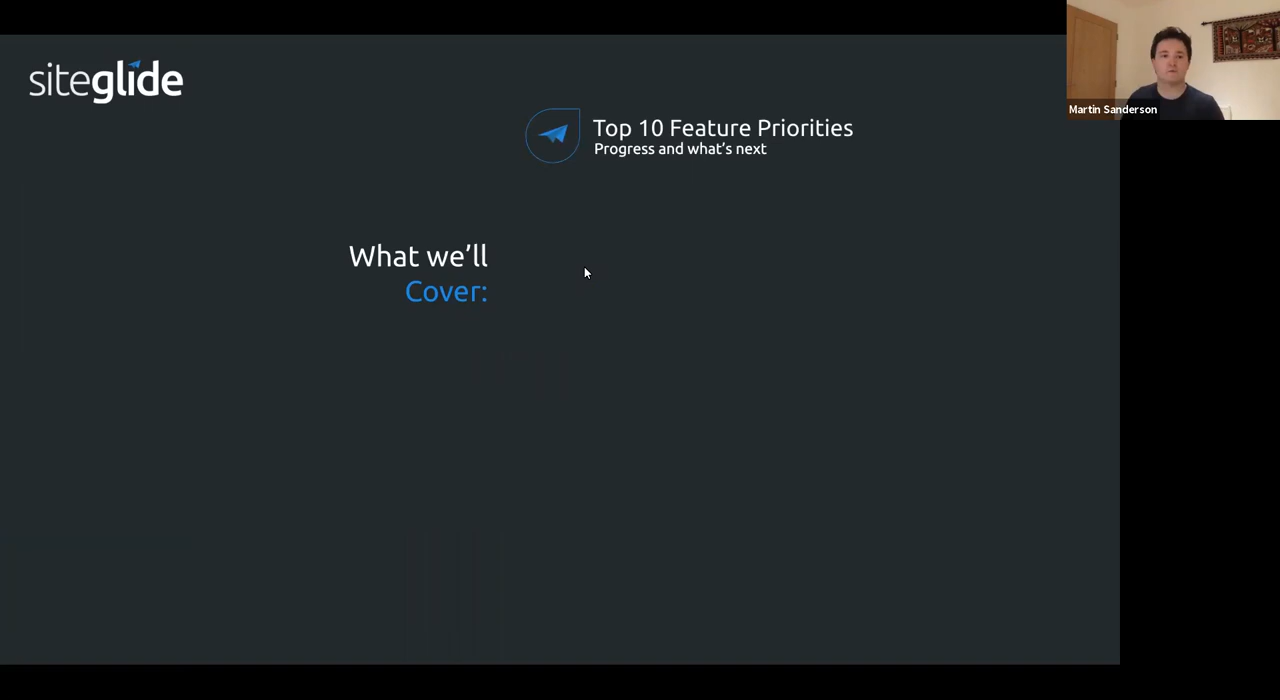 siteglide
Martin Sanderson
Top 10 Feature Priorities
Progress and what's next
What we'll
Cover: